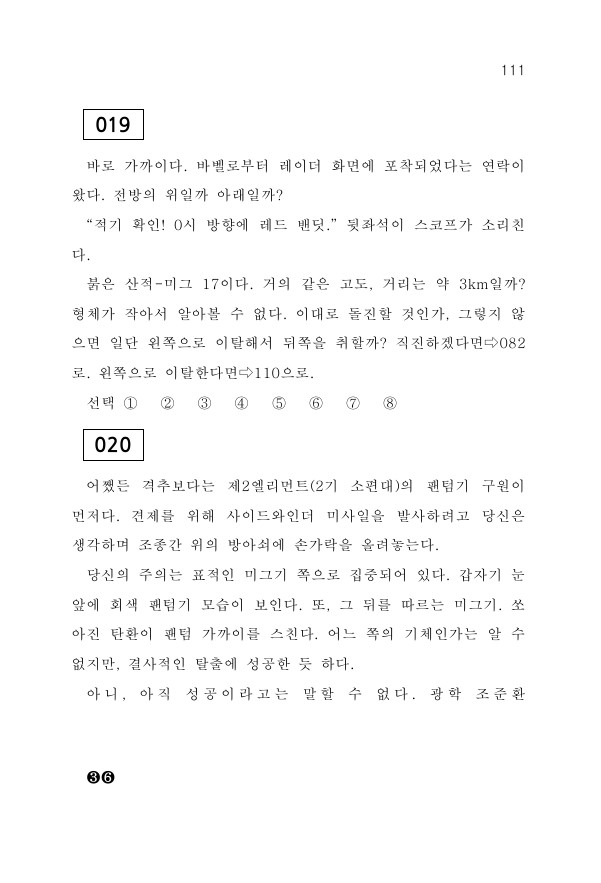 111
019
바로 가까이다. 바벨로부터 레이더 화면에 포착되었다는 연락이
왔다. 전방의 위일까 아래일까?
“적기 확인! 0시 방향에 레드 밴딧.” 뒷좌석이 스코프가 소리친
다.
붉은 산적-미그 17이다. 거의 같은 고도, 거리는 약 3km일까?
형체가 작아서 알아볼 수 없다. 이대로 돌진할 것인가, 그렇지 않
으면 일단 왼쪽으로 이탈해서 뒤쪽을 취할까? 직진하겠다면⇨082
로. 왼쪽으로 이탈한다면⇨110으로.
선택 ① ② ③ ④ ⑤ ⑥ ⑦ ⑧
020
어쨌든 격추보다는 제2엘리먼트(2기 소편대)의 팬텀기 구원이
먼저다. 견제를 위해 사이드와인더 미사일을 발사하려고 당신은
생각하며 조종간 위의 방아쇠에 손가락을 올려놓는다.
당신의 주의는 표적인 미그기 쪽으로 집중되어 있다. 갑자기 눈
앞에 회색 팬텀기 모습이 보인다. 또, 그 뒤를 따르는 미그기. 쏘
아진 탄환이 팬텀 가까이를 스친다. 어느 쪽의 기체인가는 알 수
없지만, 결사적인 탈출에 성공한 듯 하다.
아니, 아직 성공이라고는 말할 수 없다. 광학 조준환
❸❻